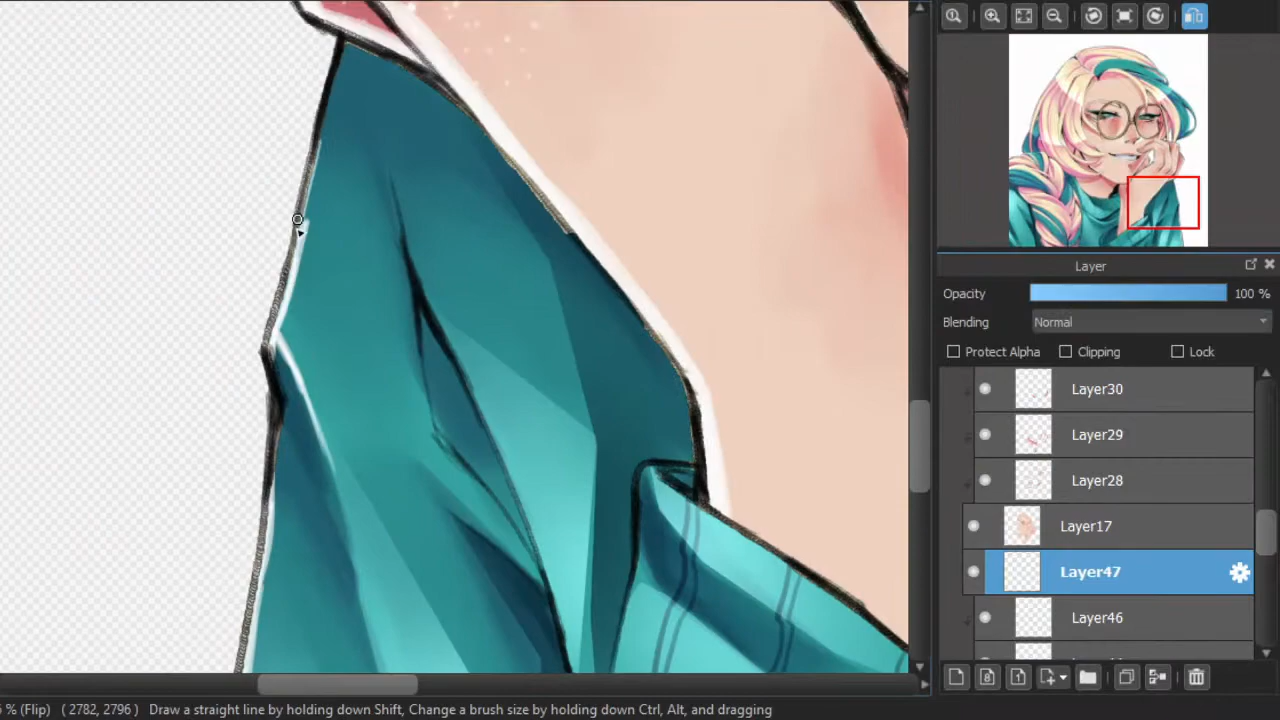 Layer
Opacity 100 %
Blending Normal
Protect Alpha Clipping Lock
Layer30
Layer29
Layer28
Layer17
Layer47
Layer46
% (Flip) ( 2782, 2796 ) Draw a straight line by holding down Shift, Change a brush size by holding down Ctrl, Alt, and dragging